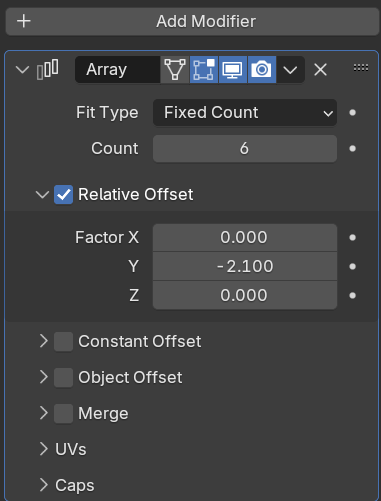 Add Modifier
Array
Fit Type Fixed Count
Count 6
Relative Offset
Factor X 0.000
Y -2.100
Z 0.000
Constant Offset
Object Offset
Merge
UVs
Caps